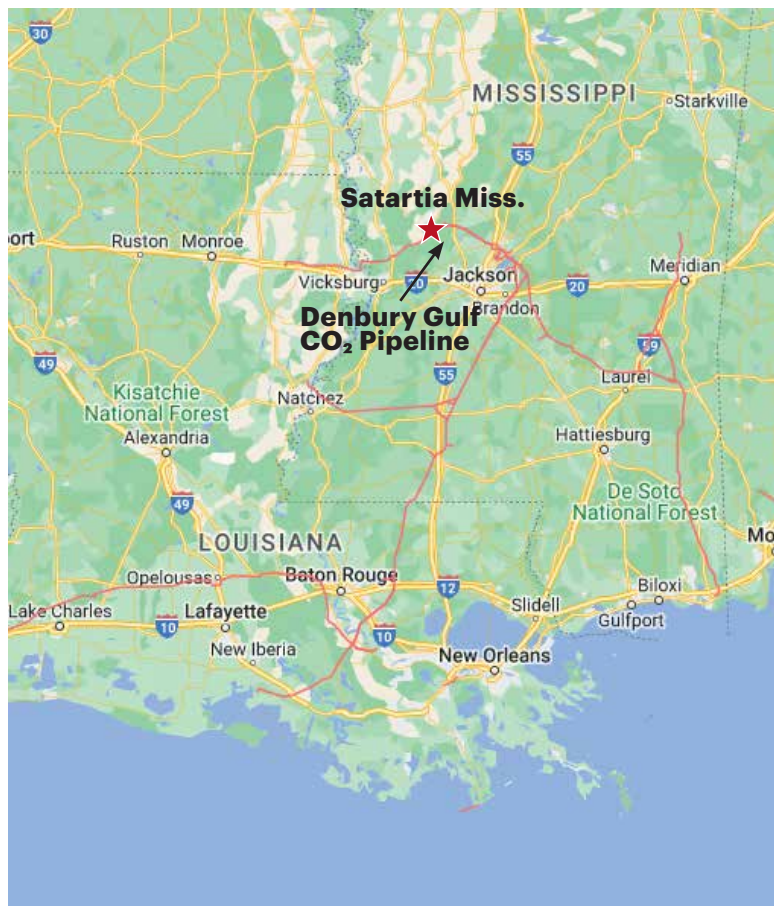 30
MISSISSIPPI
Starkville
55
Satartia Miss.
ort
Ruston
Monroe
Vicksburg
20
Jackson
20
Meridian
Brandon
Denbury Gulf
CO₂ Pipeline
59
49
55
Laurel
Kisatchie
National Forest
Natchez
Alexandria
Hattiesburg
49
De Soto
National Forest
LOUISIANA
Mo
Opelousas
Baton Rouge
12
Biloxi
Lake Charles
10
Lafayette
Slidell
Gulfport
10
New Iberia
New Orleans